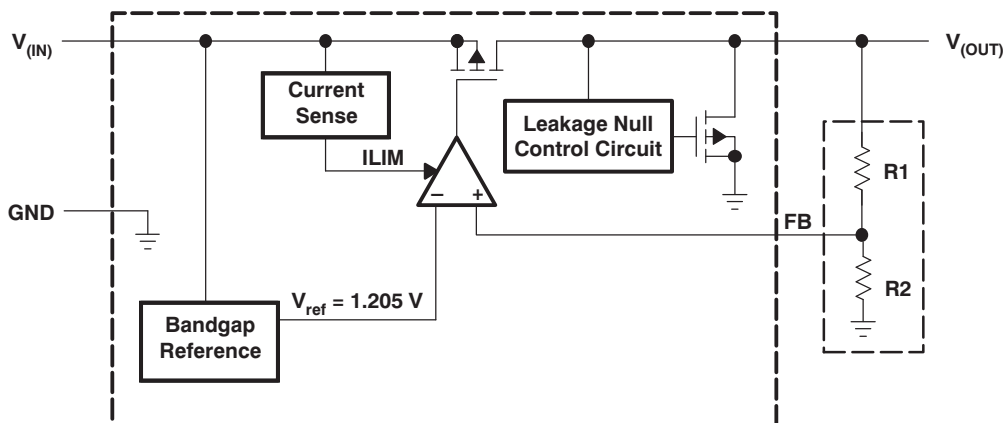 V(IN)
V(OUT)
Current
Sense
Leakage Null
Control Circuit
ILIM
R1
− +
GND
FB
R2
Vref = 1.205 V
Bandgap
Reference